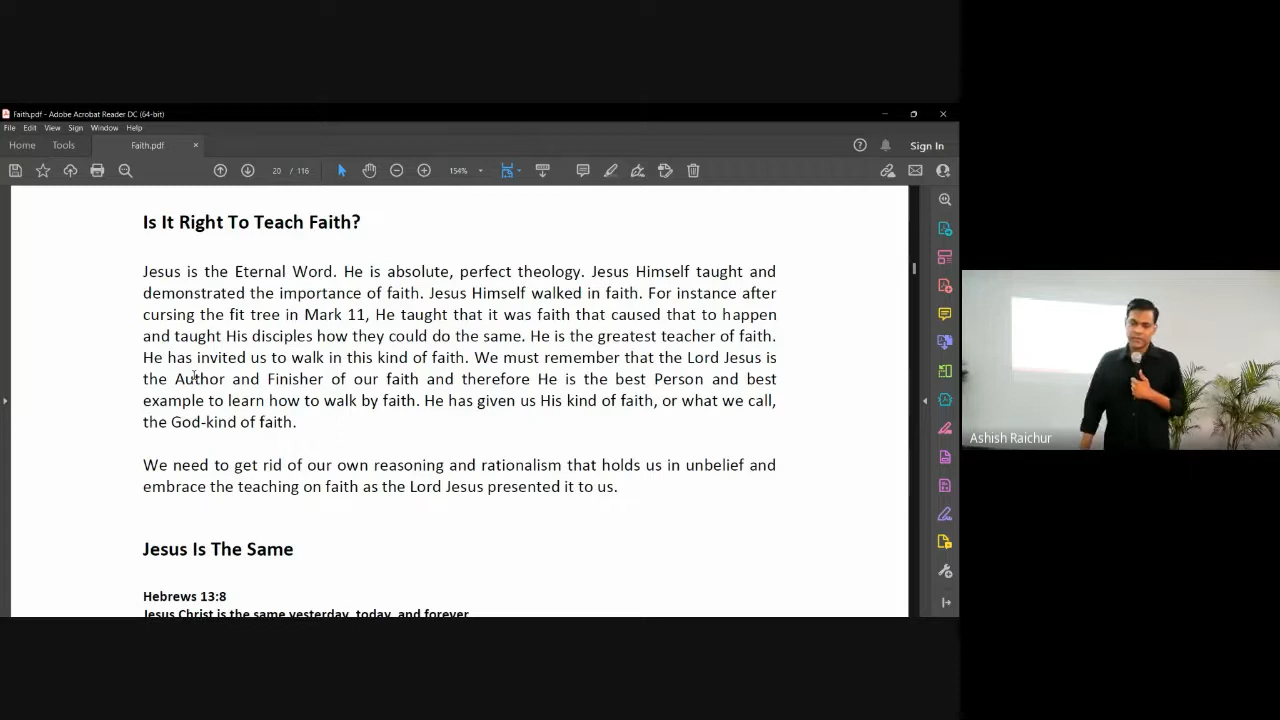 Faith.pdf - Adobe Acrobat Reader DC (64-bit)
File Edit View Sign Window Help
Home Tools Faith.pdf × Sign In
20 / 116 154%
Is It Right To Teach Faith?
Jesus is the Eternal Word. He is absolute, perfect theology. Jesus Himself taught and
demonstrated the importance of faith. Jesus Himself walked in faith. For instance after
cursing the fit tree in Mark 11, He taught that it was faith that caused that to happen
and taught His disciples how they could do the same. He is the greatest teacher of faith.
He has invited us to walk in this kind of faith. We must remember that the Lord Jesus is
the Author and Finisher of our faith and therefore He is the best Person and best
example to learn how to walk by faith. He has given us His kind of faith, or what we call,
the God-kind of faith.
We need to get rid of our own reasoning and rationalism that holds us in unbelief and
embrace the teaching on faith as the Lord Jesus presented it to us.
Jesus Is The Same
Hebrews 13:8
Jesus Christ is the same yesterday, today, and forever
Ashish Raichur